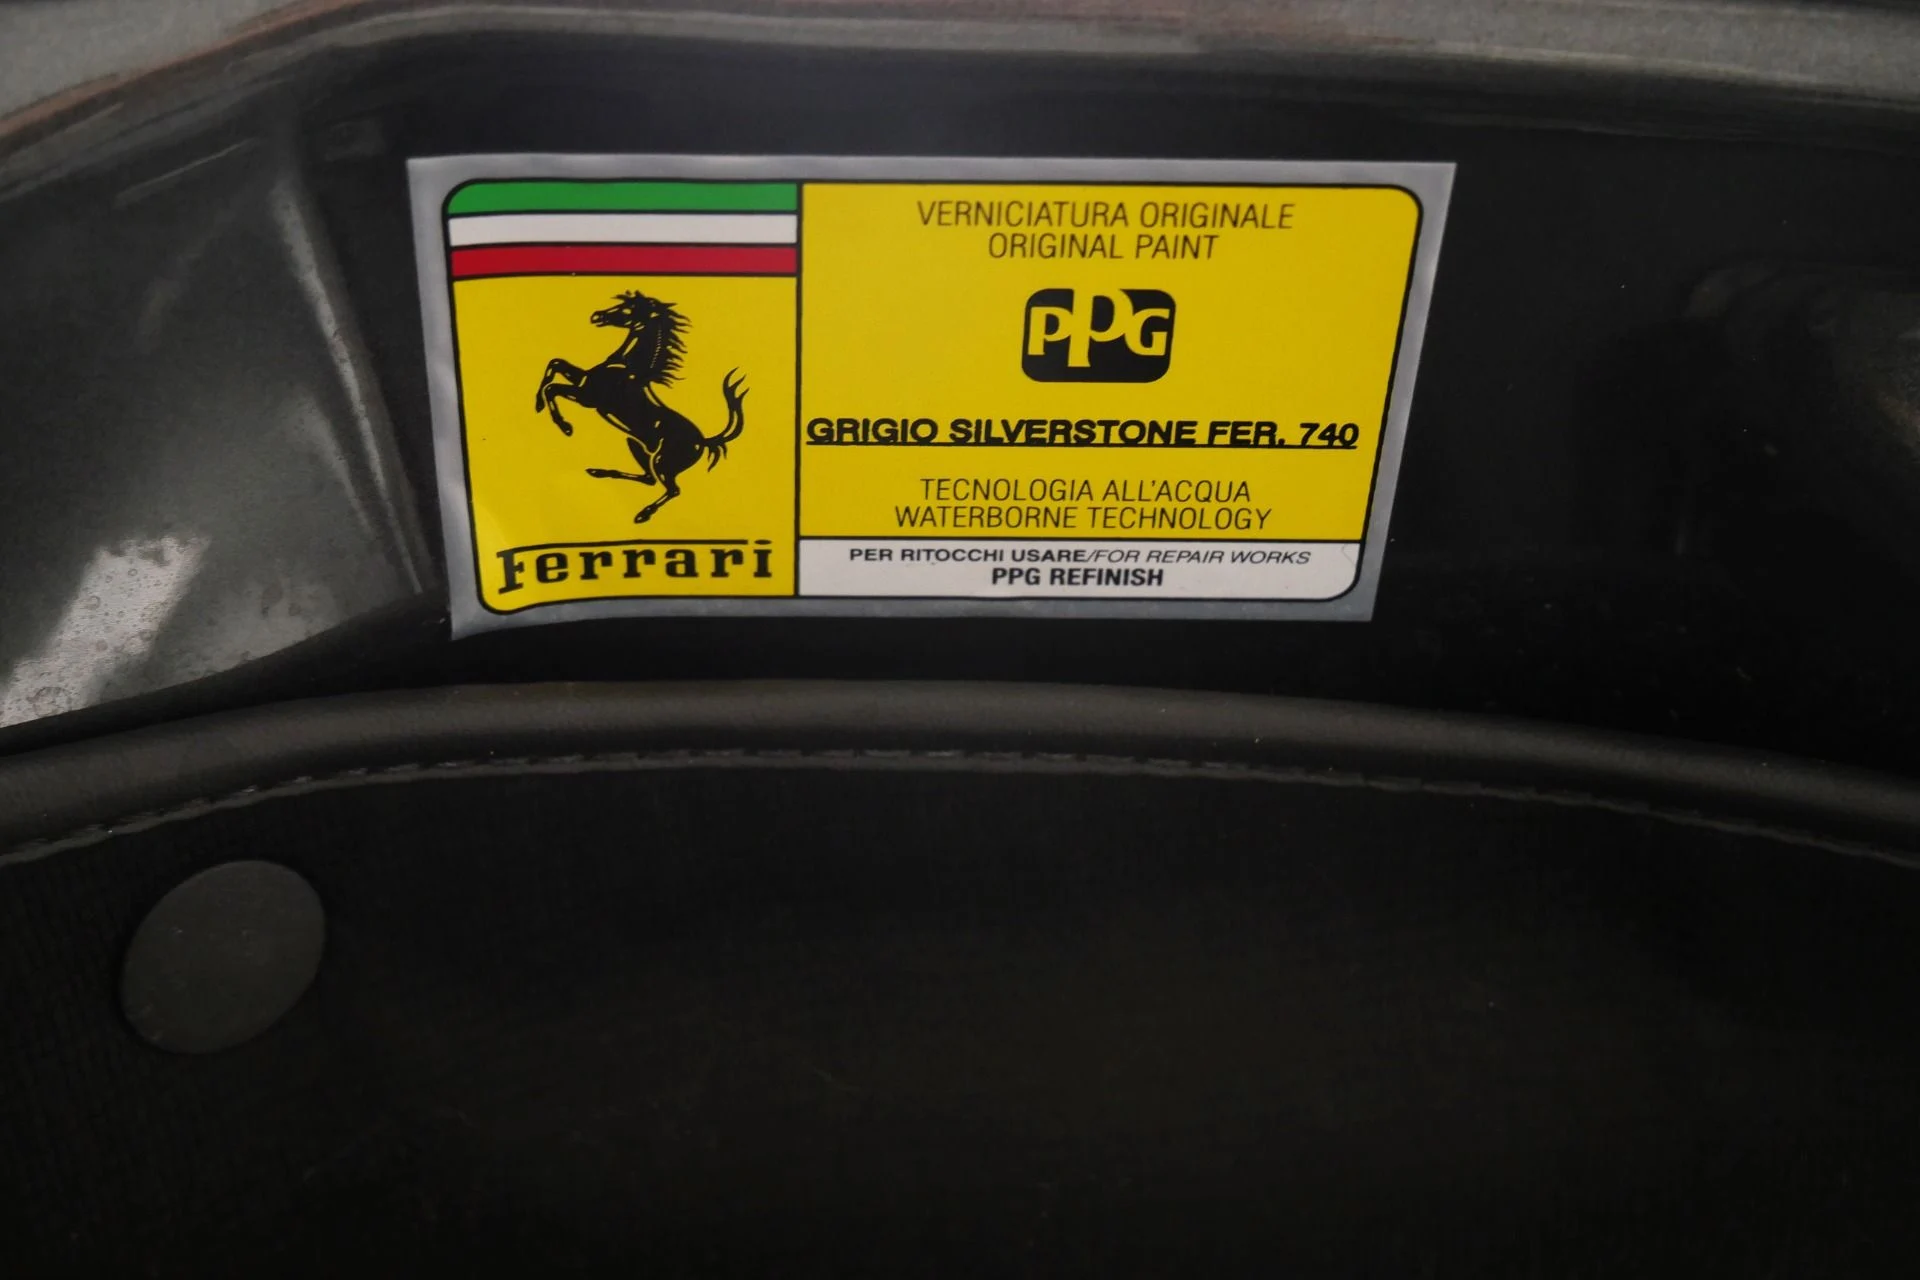 VERNICIATURA ORIGINALE
ORIGINAL PAINT
PPG
GRIGIO SILVERSTONE FER. 740
TECNOLOGIA ALL'ACQUA
WATERBORNE TECHNOLOGY
PER RITOCCHI USARE/FOR REPAIR WORKS
PPG REFINISH
Ferrari